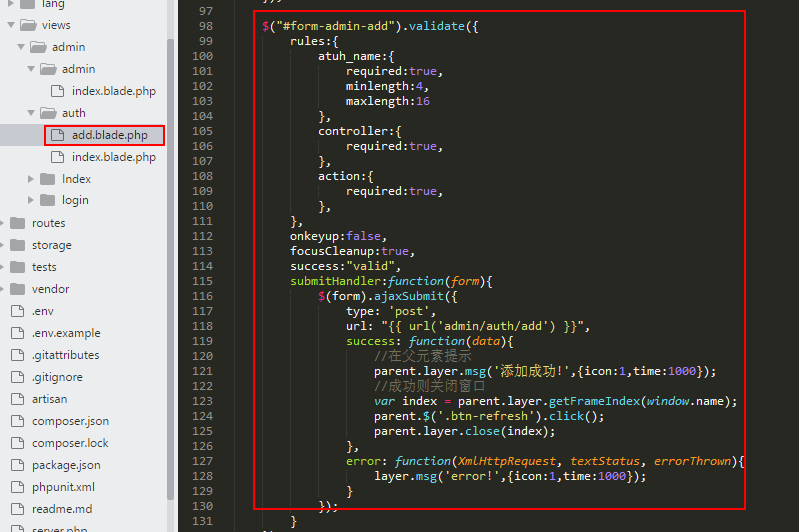 lang
views
admin
admin
index.blade.php
auth
add.blade.php
index.blade.php
Index
login
routes
storage
tests
vendor
.env
.env.example
.gitattributes
.gitignore
artisan
composer.json
composer.lock
package.json
phpunit.xml
readme.md
server.php
97
98 $("#form-admin-add").validate({
99 rules:{
100 atuh_name:{
101 required:true,
102 minlength:4,
103 maxlength:16
104 },
105 controller:{
106 required:true,
107 },
108 action:{
109 required:true,
110 },
111 },
112 onkeyup:false,
113 focusCleanup:true,
114 success:"valid",
115 submitHandler:function(form){
116 $(form).ajaxSubmit({
117 type: 'post',
118 url: "{{ url('admin/auth/add') }}",
119 success: function(data){
120 //在父元素提示
121 parent.layer.msg('添加成功!',{icon:1,time:1000});
122 //成功则关闭窗口
123 var index = parent.layer.getFrameIndex(window.name);
124 parent.$('.btn-refresh').click();
125 parent.layer.close(index);
126 },
127 error: function(XmlHttpRequest, textStatus, errorThrown){
128 layer.msg('error!',{icon:1,time:1000});
129 }
130 });
131 }